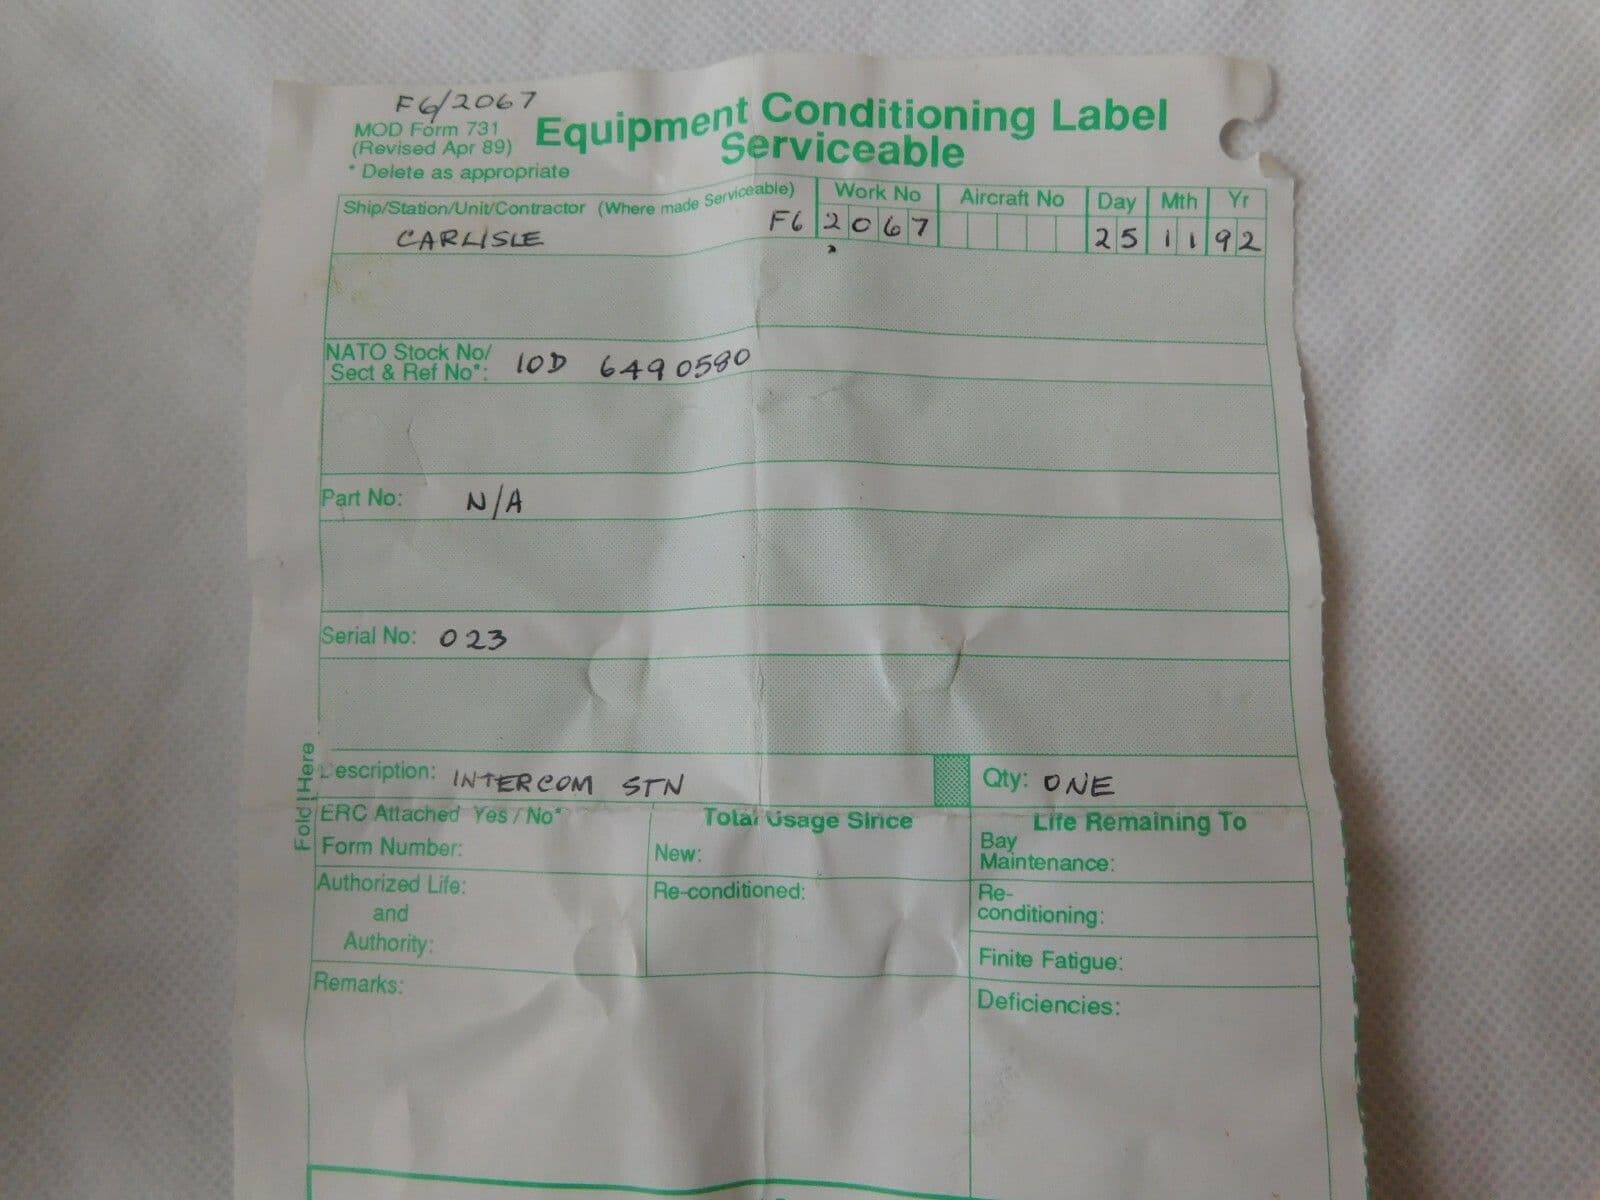 F6/2067
MOD Form 731
(Revised Apr 89)
* Delete as appropriate
Equipment Conditioning Label
Serviceable
Ship/Station/Unit/Contractor (Where made Serviceable)
CARLISLE
Work No
F6 2067
Aircraft No
Day Mth Yr
25 11 92
NATO Stock No/
Sect & Ref No*: 10D 6490580
Part No: N/A
Serial No: 023
Fold Here
Description: INTERCOM STN
Qty: ONE
ERC Attached Yes / No*
Form Number:
Authorized Life:
and
Authority:
Total Usage Since
New:
Re-conditioned:
Life Remaining To
Bay
Maintenance:
Re-
conditioning:
Finite Fatigue:
Remarks:
Deficiencies: